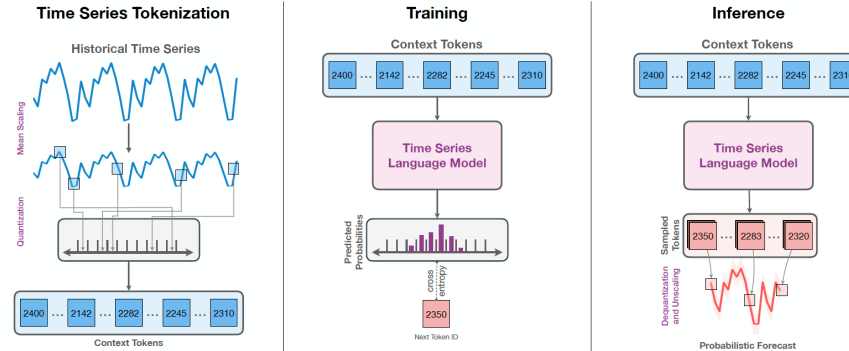 Time Series Tokenization
Historical Time Series
Mean Scaling
Quantization
2400 ... 2142 ... 2282 ... 2245 ... 2310
Context Tokens
Training
Context Tokens
2400 ... 2142 ... 2282 ... 2245 ... 2310
Time Series
Language Model
Predicted
Probabilities
cross
entropy
2350
Next Token ID
Inference
Context Tokens
2400 ... 2142 ... 2282 ... 2245 ... 2310
Time Series
Language Model
Sampled
Tokens
2350 ... 2283 ... 2320
Dequantization
and Unscaling
Probabilistic Forecast